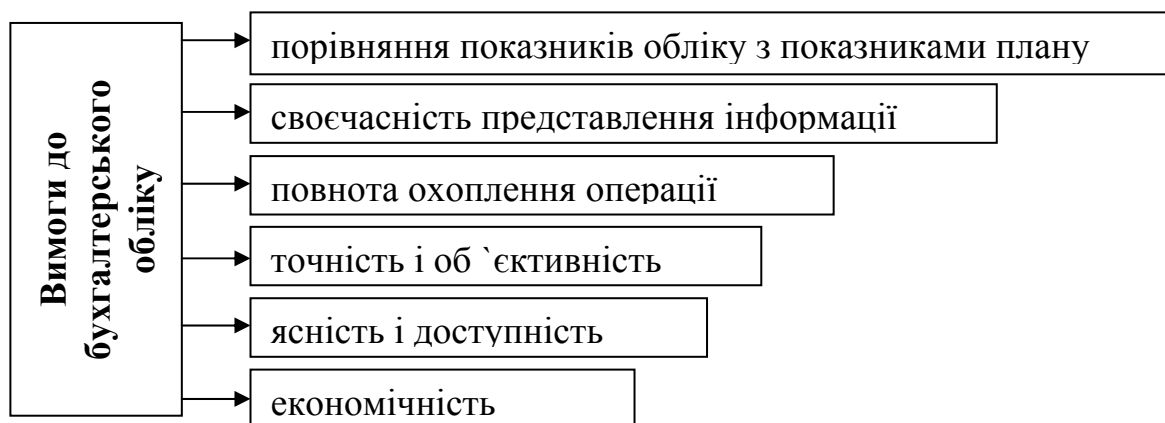 Вимоги до
бухгалтерського
обліку
порівняння показників обліку з показниками плану
своєчасність представлення інформації
повнота охоплення операції
точність і об `єктивність
ясність і доступність
економічність